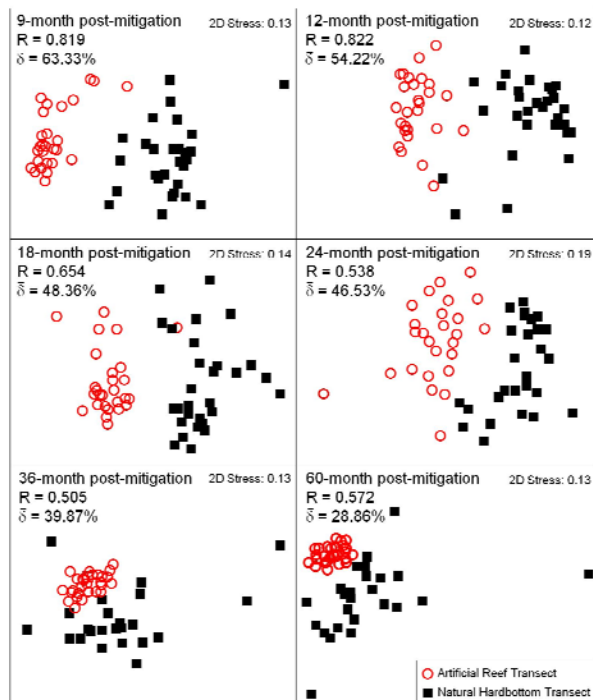 9-month post-mitigation
2D Stress: 0.13
R = 0.819
δ̄ = 63.33%
12-month post-mitigation
2D Stress: 0.12
R = 0.822
δ̄ = 54.22%
18-month post-mitigation
2D Stress: 0.14
R = 0.654
δ̄ = 48.36%
24-month post-mitigation
2D Stress: 0.19
R = 0.538
δ̄ = 46.53%
36-month post-mitigation
2D Stress: 0.13
R = 0.505
δ̄ = 39.87%
60-month post-mitigation
2D Stress: 0.13
R = 0.572
δ̄ = 28.86%
Artificial Reef Transect
Natural Hardbottom Transect